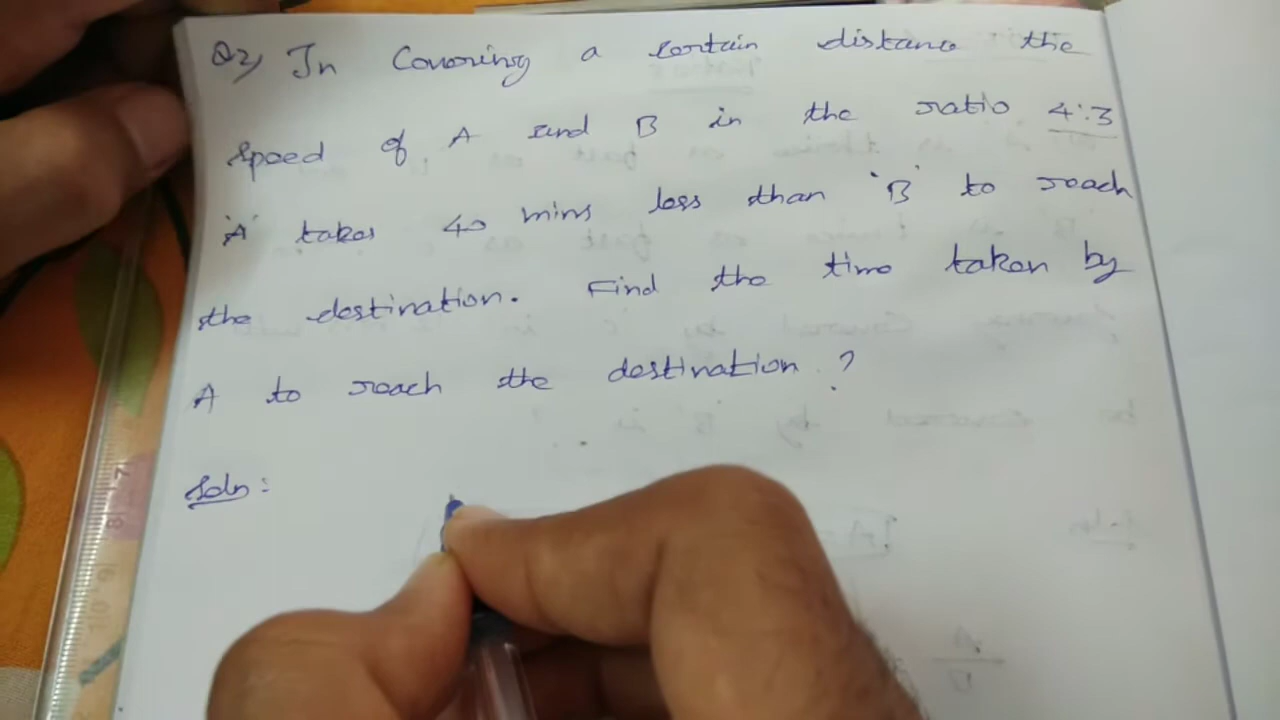 Q2, In Covering a certain distance the
speed of A and B in the ratio 4:3
'A' takes 40 mins less than 'B' to reach
the destination. Find the time taken by
A to reach the destination ?
Soln :